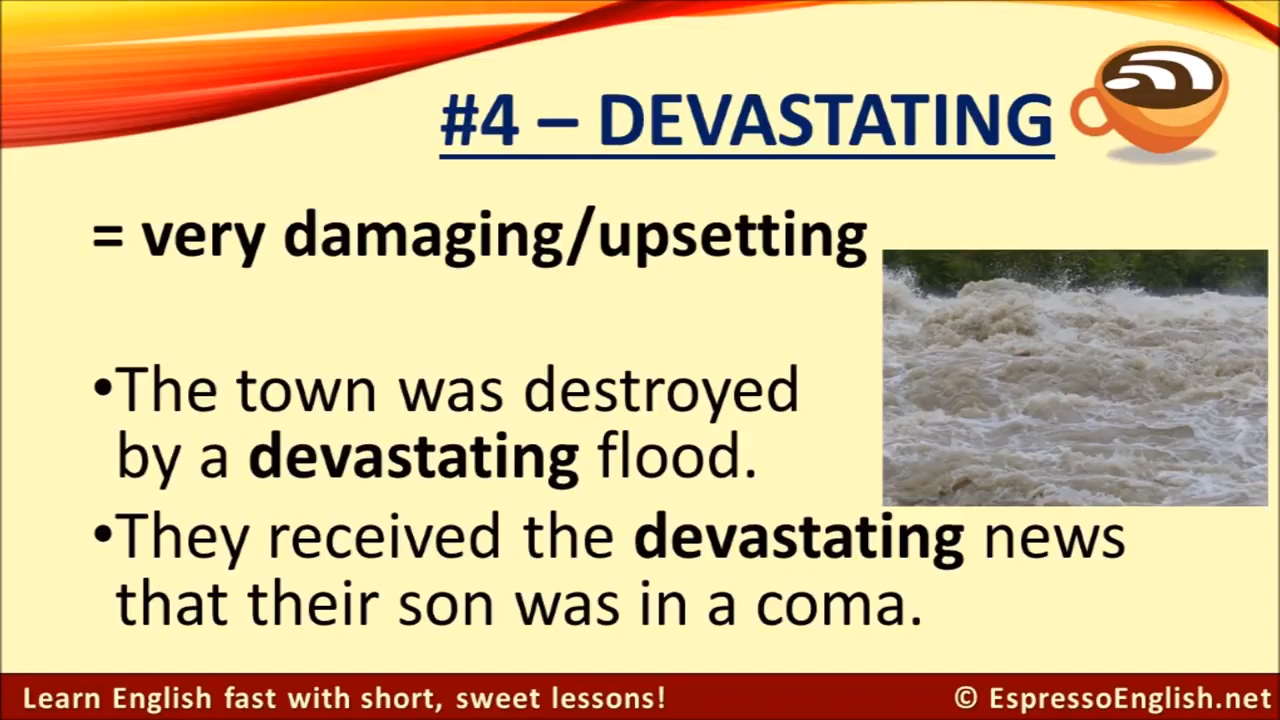 #4 – DEVASTATING
= very damaging/upsetting
•The town was destroyed
by a devastating flood.
•They received the devastating news
that their son was in a coma.
Learn English fast with short, sweet lessons!
© EspressoEnglish.net